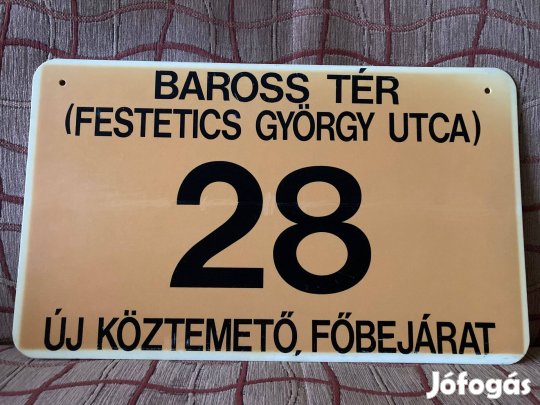 BAROSS TÉR
(FESTETICS GYÖRGY UTCA)
28
ÚJ KÖZTEMETŐ, FŐBEJÁRAT
Jófogás